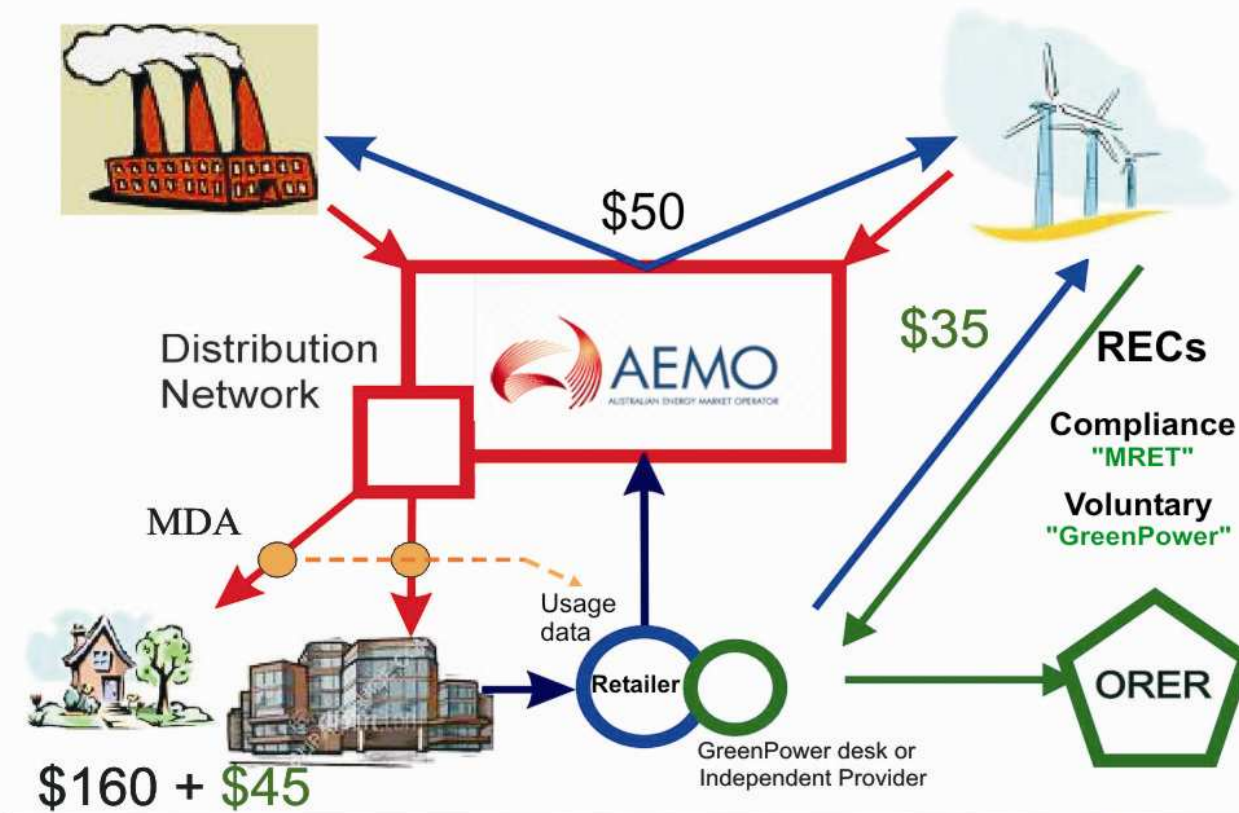 $50
Distribution
Network
AEMO
AUSTRALIAN ENERGY MARKET OPERATOR
$35
RECs
Compliance
"MRET"
Voluntary
"GreenPower"
MDA
Usage
data
Retailer
ORER
GreenPower desk or
Independent Provider
$160 + $45